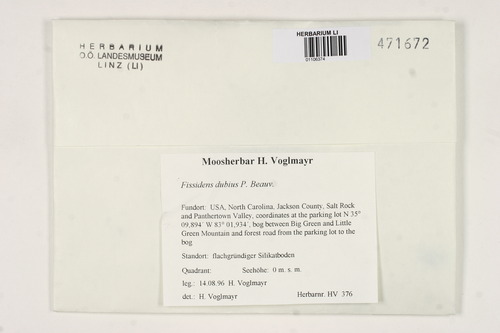 HERBARIUM
O.Ö. LANDESMUSEUM
LINZ (LI)
HERBARIUM LI
01106374
471672
Moosherbar H. Voglmayr
Fissidens dubius P. Beauv.
Fundort: USA, North Carolina, Jackson County, Salt Rock
and Panthertown Valley, coordinates at the parking lot N 35°
09,894´ W 83° 01,934´, bog between Big Green and Little
Green Mountain and forest road from the parking lot to the
bog
Standort: flachgründiger Silikatboden
Quadrant: Seehöhe: 0 m. s. m.
leg.: 14.08.96 H. Voglmayr
det.: H. Voglmayr Herbarnr. HV 376